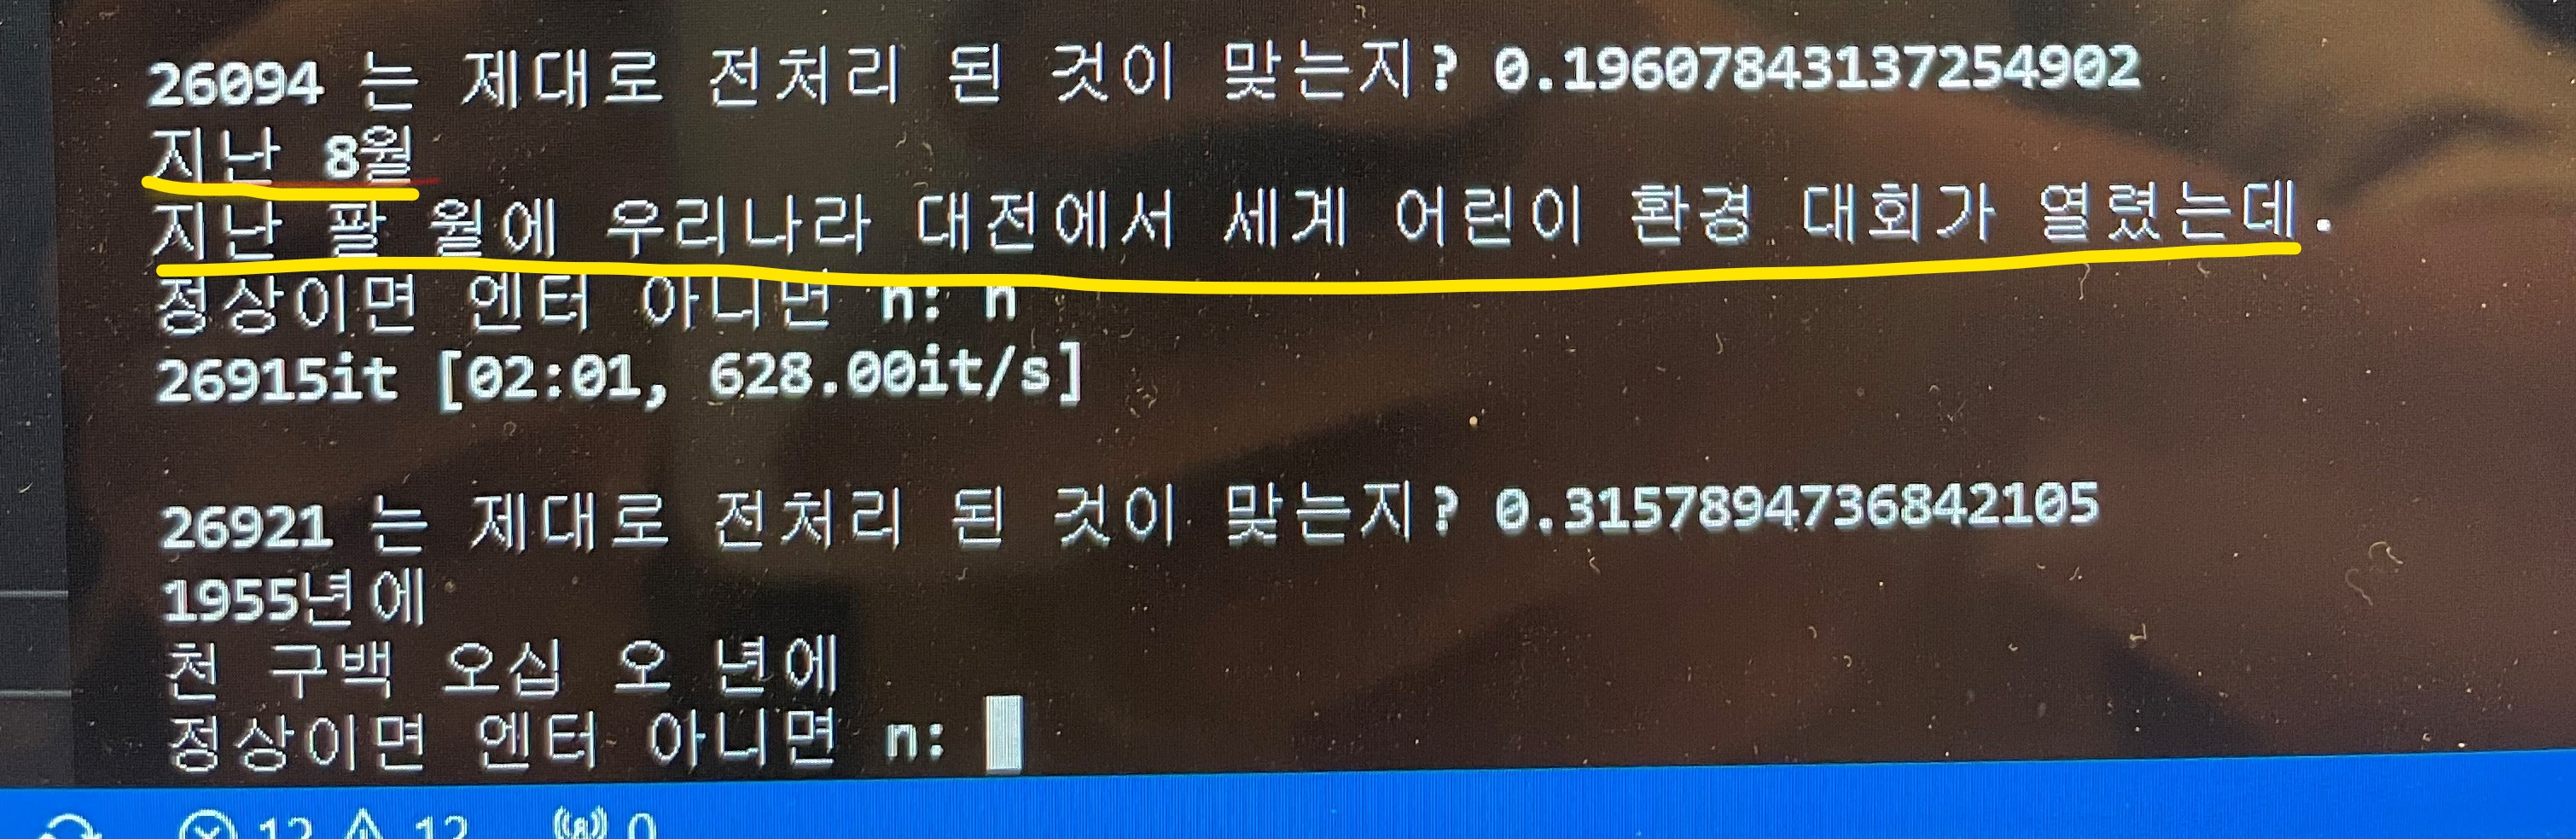 26094 는 제대로 전처리 된 것이 맞는지? 0.19607843137254902
지난 8월
지난 팔 월에 우리나라 대전에서 세계 어린이 환경 대회가 열렸는데.
정상이면 엔터 아니면 n: n
26915it [02:01, 628.00it/s]
26921 는 제대로 전처리 된 것이 맞는지? 0.3157894736842105
1955년에
천 구백 오십 오 년에
정상이면 엔터 아니면 n:
12 12 0